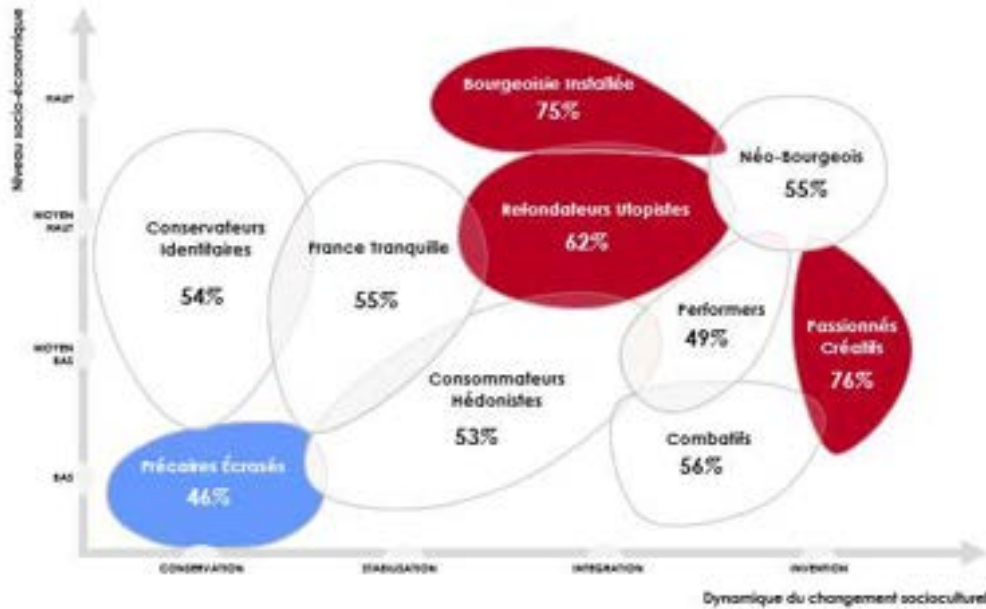 Niveau socio-économique
HAUT
MOYEN
HAUT
MOYEN
BAS
BAS
Bourgeoisie Installée
75%
Néo-Bourgeois
55%
Refondateurs Utopistes
62%
Conservateurs
Identitaires
54%
France Tranquille
55%
Performers
49%
Passionnés
Créatifs
76%
Consommateurs
Hédonistes
53%
Combatifs
56%
Précaires Écrasés
46%
CONSERVATION
STABILISATION
INTEGRATION
INVENTION
Dynamique du changement socioculturel